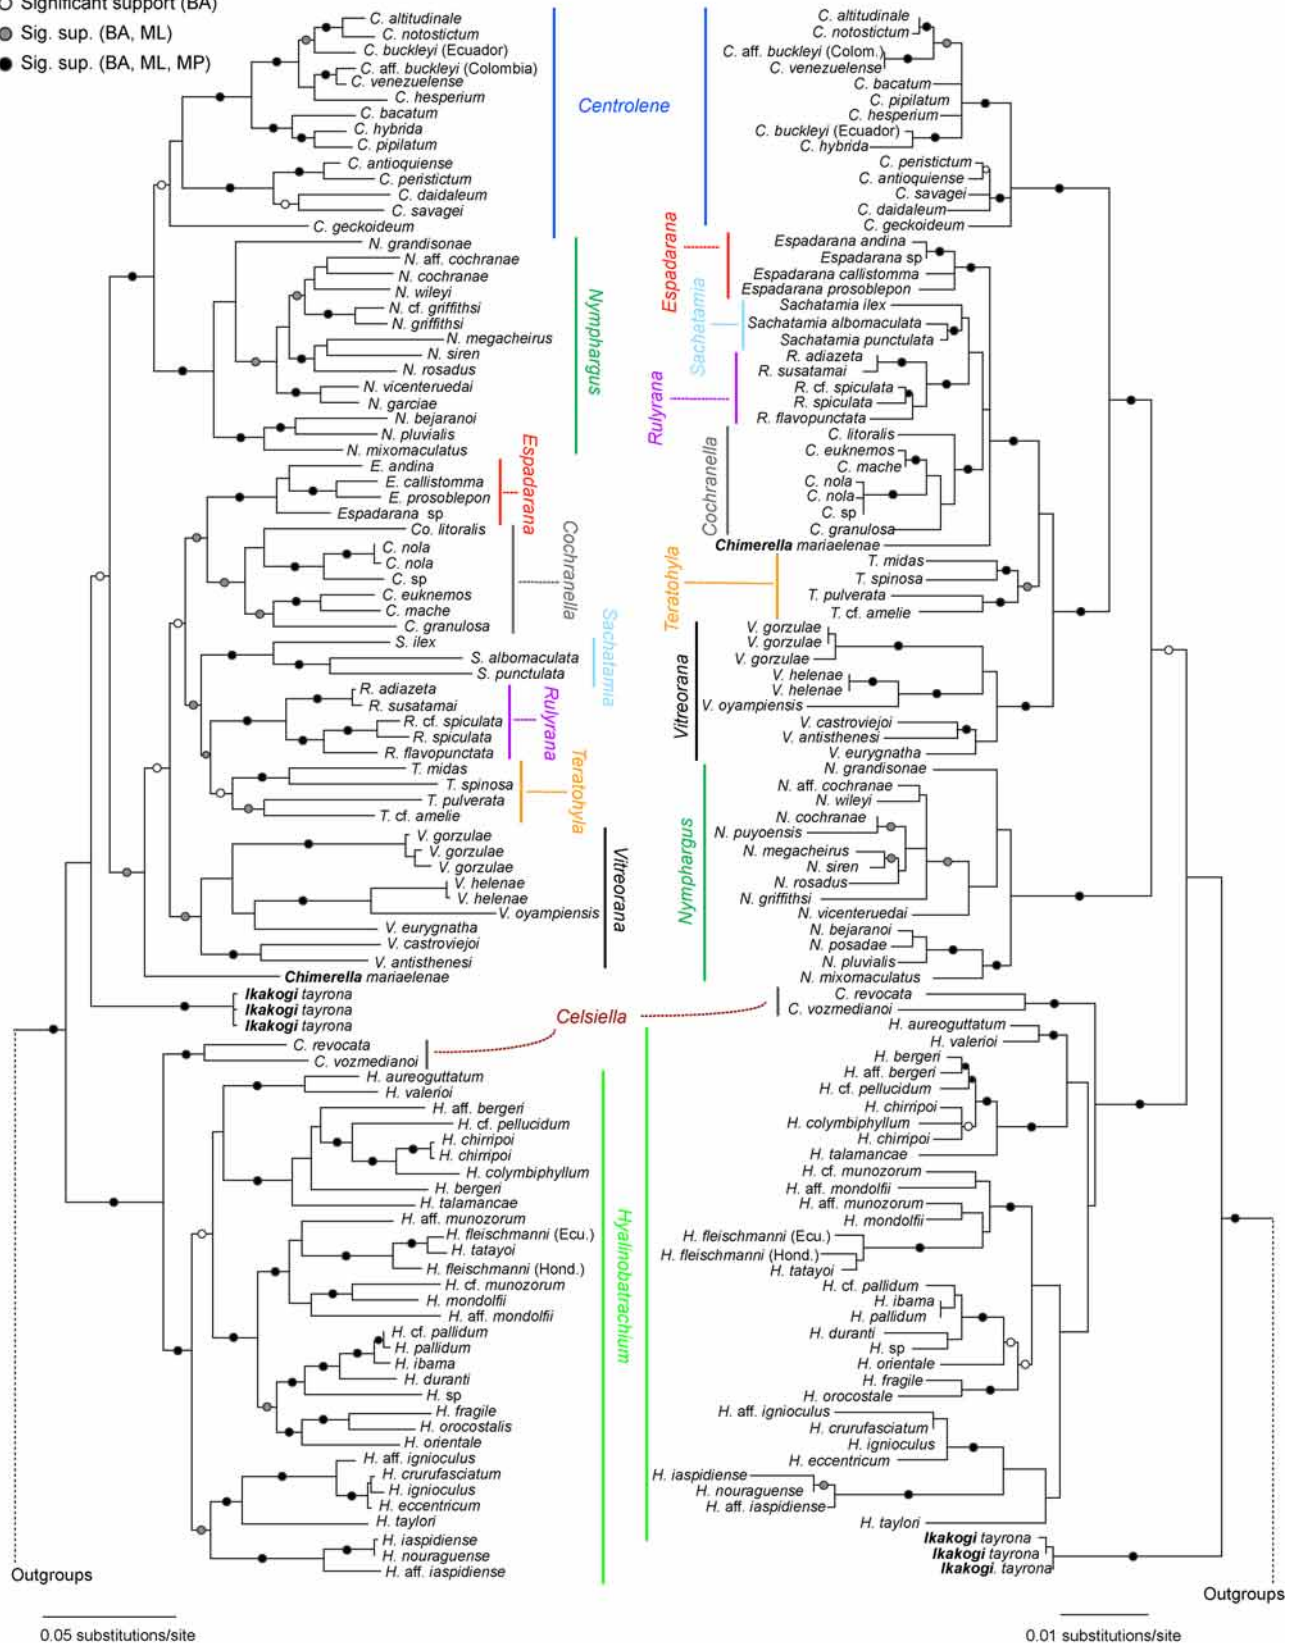 Significant support (BA)
Sig. sup. (BA, ML)
Sig. sup. (BA, ML, MP)
C. altitudinale
C. notostictum
C. buckleyi (Ecuador)
C. aff. buckleyi (Colombia)
C. venezuelense
C. hesperium
C. bacatum
C. hybrida
C. pipilatum
C. antioquiense
C. peristictum
C. daidaleum
C. savagei
C. geckoideum
N. grandisonae
N. aff. cochranae
N. cochranae
N. wileyi
N. cf. griffithsi
N. griffithsi
N. megacheirus
N. siren
N. rosadus
N. vicenteruedai
N. garciae
N. bejaranoi
N. pluvialis
N. mixomaculatus
E. andina
E. callistomma
E. prosoblepon
Espadarana sp
Co. litoralis
C. nola
C. nola
C. sp
C. euknemos
C. mache
C. granulosa
S. ilex
S. albomaculata
S. punctulata
R. adiazeta
R. susatamai
R. cf. spiculata
R. spiculata
R. flavopunctata
T. midas
T. spinosa
T. pulverata
T. cf. amelie
V. gorzulae
V. gorzulae
V. gorzulae
V. helenae
V. helenae
V. oyampiensis
V. eurygnatha
V. castroviejoi
V. antisthenesi
Chimerella mariaelenae
Ikakogi tayrona
Ikakogi tayrona
Ikakogi tayrona
C. revocata
C. vozmedianoi
H. aureoguttatum
H. valerioi
H. aff. bergeri
H. cf. pellucidum
H. chirripoi
H. chirripoi
H. colymbiphyllum
H. bergeri
H. talamancae
H. aff. munozorum
H. fleischmanni (Ecu.)
H. tatayoi
H. fleischmanni (Hond.)
H. cf. munozorum
H. mondolfii
H. aff. mondolfii
H. cf. pallidum
H. pallidum
H. ibama
H. duranti
H. sp
H. fragile
H. orocostalis
H. orientale
H. aff. ignioculus
H. crurufasciatum
H. ignioculus
H. eccentricum
H. taylori
H. iaspidiense
H. nouraguense
H. aff. iaspidiense
Outgroups
0.05 substitutions/site
Centrolene
Nymphargus
Espadarana
Cochranella
Sachatamia
Rulyrana
Teratohyla
Vitreorana
Celsiella
Hyalinobatrachium
Espadarana
Sachatamia
Rulyrana
Cochranella
Teratohyla
Vitreorana
Nymphargus
C. altitudinale
C. notostictum
C. aff. buckleyi (Colom.)
C. venezuelense
C. bacatum
C. pipilatum
C. hesperium
C. buckleyi (Ecuador)
C. hybrida
C. peristictum
C. antioquiense
C. savagei
C. daidaleum
C. geckoideum
Espadarana andina
Espadarana sp
Espadarana callistomma
Espadarana prosoblepon
Sachatamia ilex
Sachatamia albomaculata
Sachatamia punctulata
R. adiazeta
R. susatamai
R. cf. spiculata
R. spiculata
R. flavopunctata
C. litoralis
C. euknemos
C. mache
C. nola
C. nola
C. sp
C. granulosa
Chimerella mariaelenae
T. midas
T. spinosa
T. pulverata
T. cf. amelie
V. gorzulae
V. gorzulae
V. gorzulae
V. helenae
V. helenae
V. oyampiensis
V. castroviejoi
V. antisthenesi
V. eurygnatha
N. grandisonae
N. aff. cochranae
N. wileyi
N. cochranae
N. puyoensis
N. megacheirus
N. siren
N. rosadus
N. griffithsi
N. vicenteruedai
N. bejaranoi
N. posadae
N. pluvialis
N. mixomaculatus
C. revocata
C. vozmedianoi
H. aureoguttatum
H. valerioi
H. bergeri
H. aff. bergeri
H. cf. pellucidum
H. chirripoi
H. colymbiphyllum
H. chirripoi
H. talamancae
H. cf. munozorum
H. aff. mondolfii
H. aff. munozorum
H. mondolfii
H. fleischmanni (Ecu.)
H. fleischmanni (Hond.)
H. tatayoi
H. cf. pallidum
H. ibama
H. pallidum
H. duranti
H. sp
H. orientale
H. fragile
H. orocostale
H. aff. ignioculus
H. crurufasciatum
H. ignioculus
H. eccentricum
H. iaspidiense
H. nouraguense
H. aff. iaspidiense
H. taylori
Ikakogi tayrona
Ikakogi tayrona
Ikakogi. tayrona
Outgroups
0.01 substitutions/site